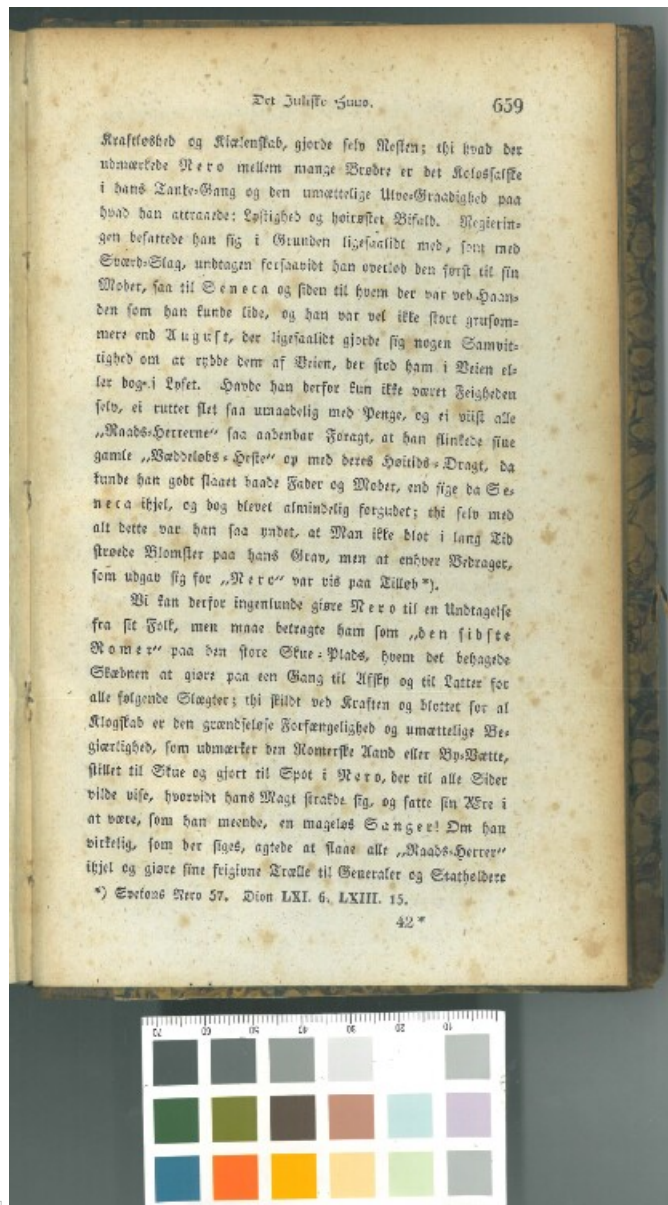 Det Juliske Huus. 659
Kraftløshed og Kiælenskab, gjorde selv Resten; thi hvad der
udmærkede Nero mellem mange Brødre er det Kolossalske
i hans Tanke-Gang og den umættelige Ulve-Graadighed paa
hvad han attraaede: Lystighed og høirøstet Bifald. Regierin-
gen befattede han sig i Grunden ligesaalidt med, som med
Sværd-Slag, undtagen forsaavidt han overlod den først til sin
Moder, saa til Seneca og siden til hvem der var ved Haan-
den som han kunde lide, og han var vel ikke stort grusom-
mere end August, der ligesaalidt gjorde sig nogen Samvit-
tighed om at rydde dem af Veien, der stod ham i Veien el-
ler dog i Lyset. Havde han derfor kun ikke været Feigheden
selv, ei ruttet slet saa umaadelig med Penge, og ei viist alle
„Raads-Herrerne“ saa aabenbar Foragt, at han flinkede sine
gamle „Væddeløbs-Heste“ op med deres Høitids-Dragt, da
kunde han godt slaaet baade Fader og Moder, end sige da Se-
neca ihjel, og dog blevet almindelig forgudet; thi selv med
alt dette var han saa yndet, at Man ikke blot i lang Tid
strøede Blomster paa hans Grav, men at enhver Bedrager,
som udgav sig for „Nero“ var vis paa Tilløb *).
Vi kan derfor ingenlunde giøre Nero til en Undtagelse
fra sit Folk, men maae betragte ham som „den sidste
Romer“ paa den store Skue-Plads, hvem det behagede
Skæbnen at giøre paa een Gang til Afsky og til Latter for
alle følgende Slægter; thi skildt ved Kraften og blottet for al
Klogskab er den grændseløse Forfængelighed og umættelige Be-
giærlighed, som udmærker den Romerske Aand eller By-Vætte,
stillet til Skue og gjort til Spot i Nero, der til alle Sider
vilde vise, hvorvidt hans Magt strakde sig, og satte sin Ære i
at være, som han meende, en mageløs Sanger! Om han
virkelig, som der siges, agtede at slaae alle „Raads-Herrer“
ihjel og giøre sine frigivne Trælle til Generaler og Statholdere
*) Svetons Nero 57. Dion LXI. 6. LXIII. 15.
42*
70 60 50 40 30 20 10